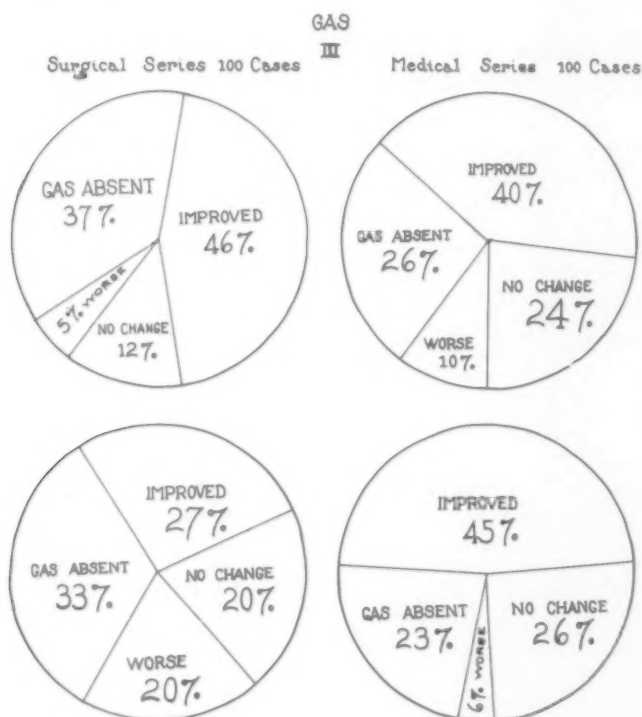 GAS
III
Surgical Series 100 Cases
Medical Series 100 Cases
GAS ABSENT
37%
IMPROVED
46%
5% WORSE
NO CHANGE
12%
IMPROVED
40%
GAS ABSENT
26%
NO CHANGE
24%
WORSE
10%
IMPROVED
27%
GAS ABSENT
33%
NO CHANGE
20%
WORSE
20%
IMPROVED
45%
GAS ABSENT
23%
NO CHANGE
26%
6% WORSE